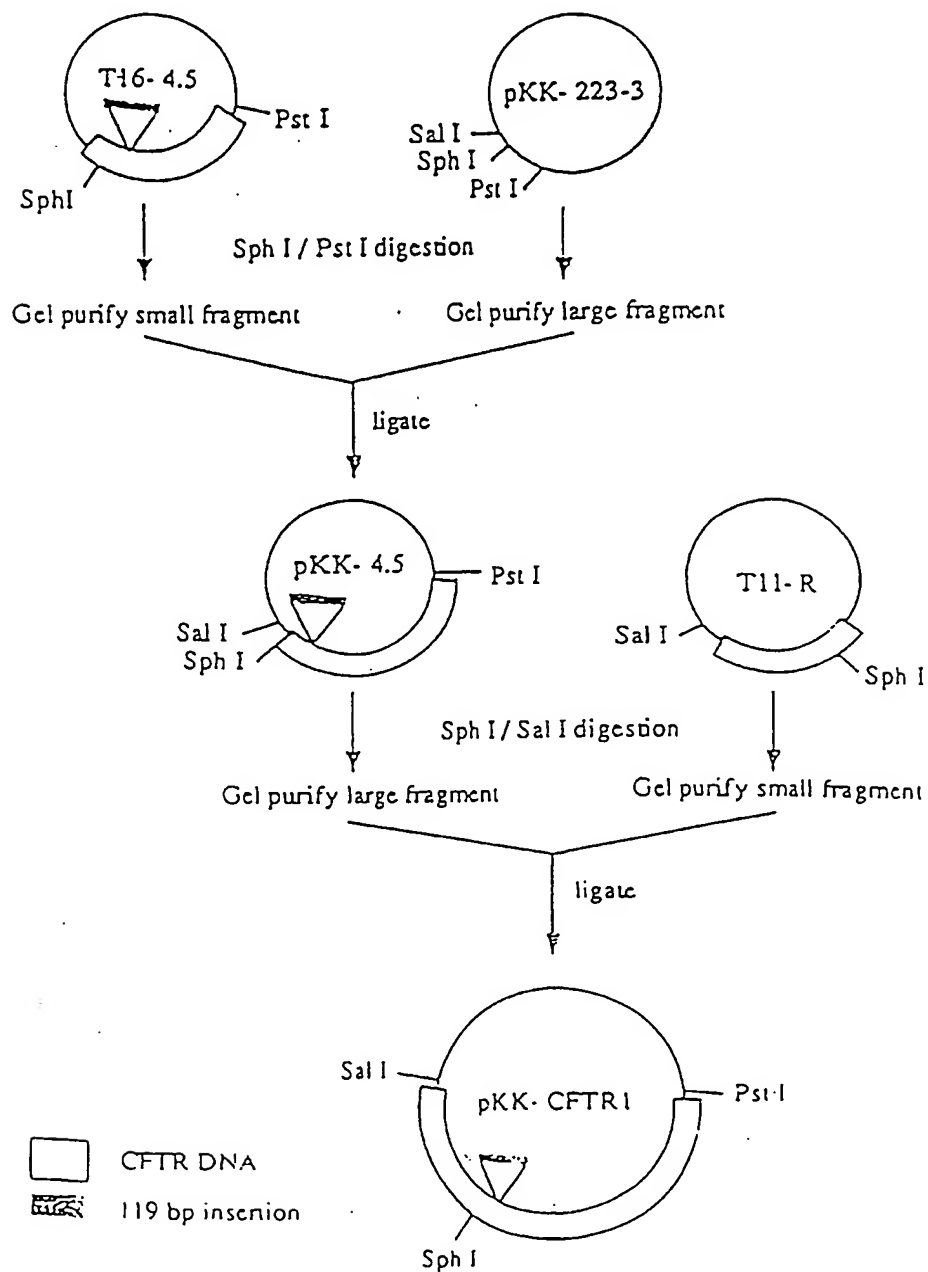 T16-4.5
Pst I
SphI
pKK-223-3
Sal I
Sph I
Pst I
Sph I / Pst I digestion
Gel purify small fragment
Gel purify large fragment
ligate
pKK-4.5
Pst I
Sal I
Sph I
T11-R
Sal I
Sph I
Sph I / Sal I digestion
Gel purify large fragment
Gel purify small fragment
ligate
Sal I
pKK-CFTR1
Pst I
Sph I
CFTR DNA
119 bp insertion